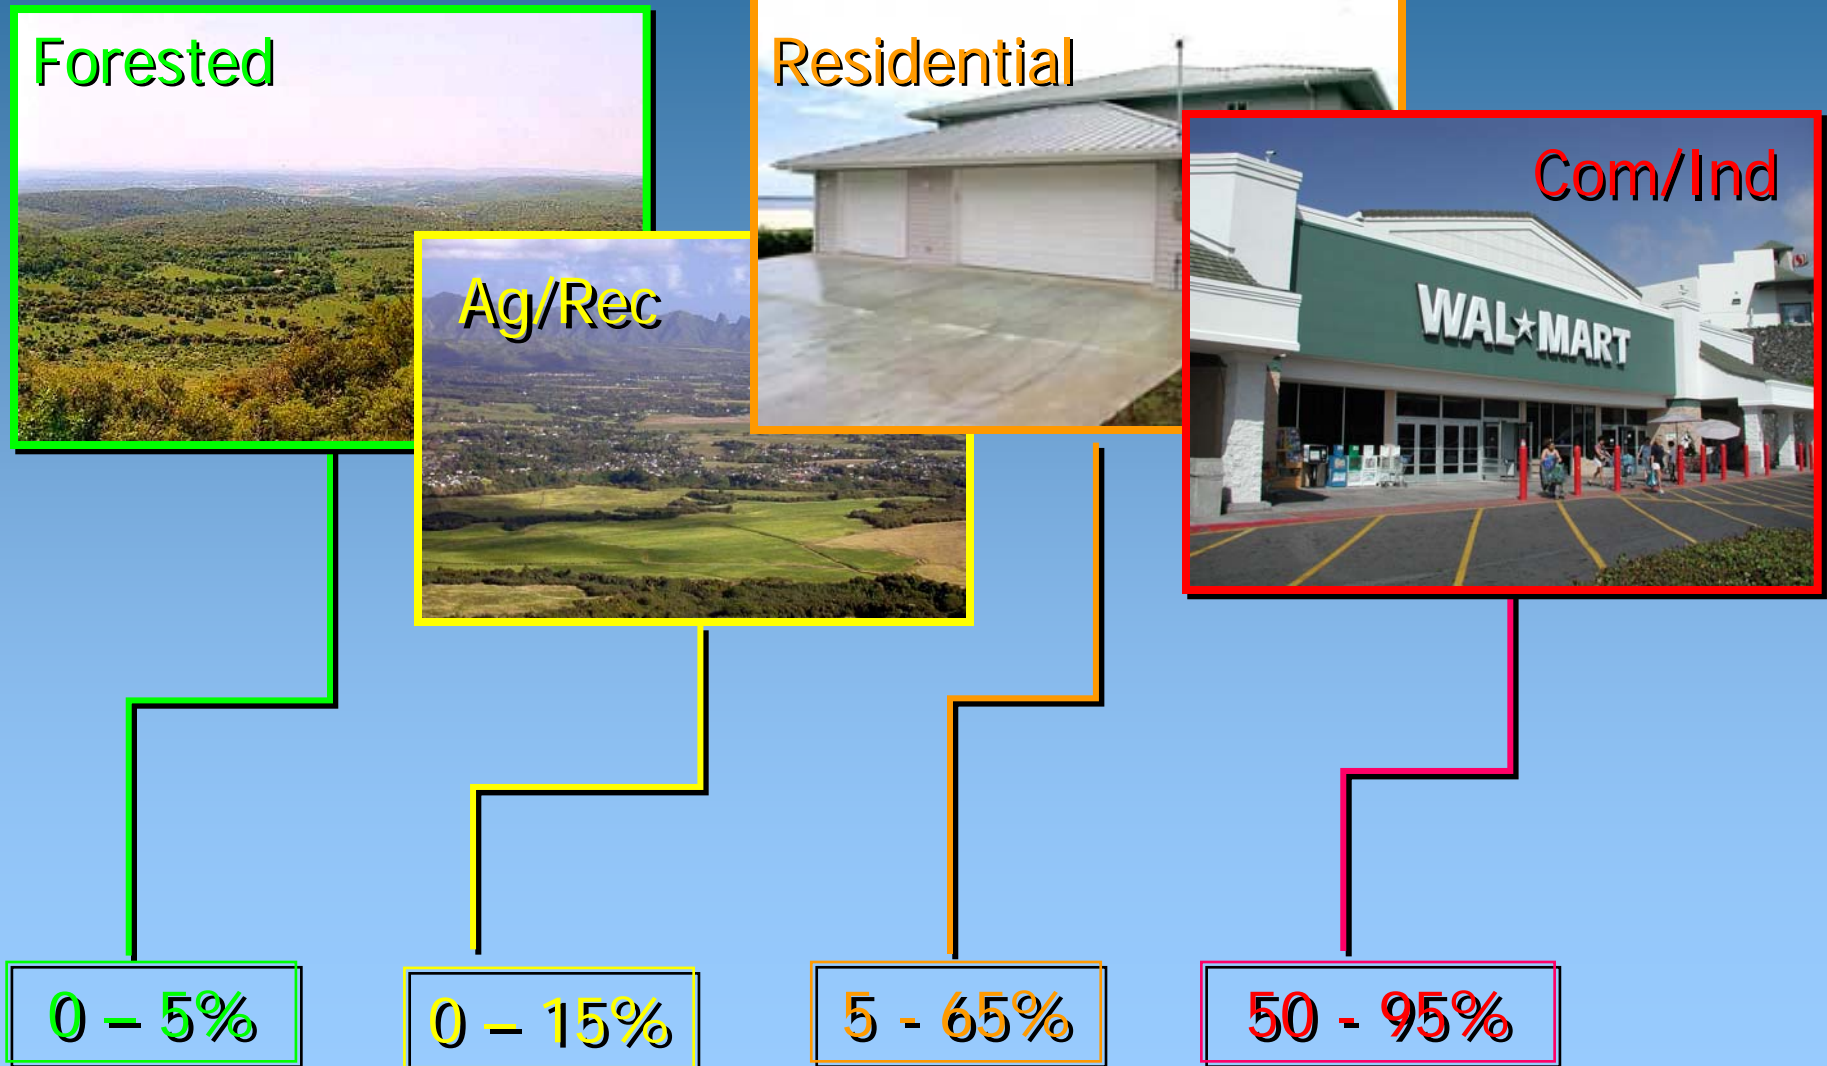 Forested
Residential
Com/Ind
Ag/Rec
WAL★MART
0 – 5%
0 – 15%
5 - 65%
50 - 95%